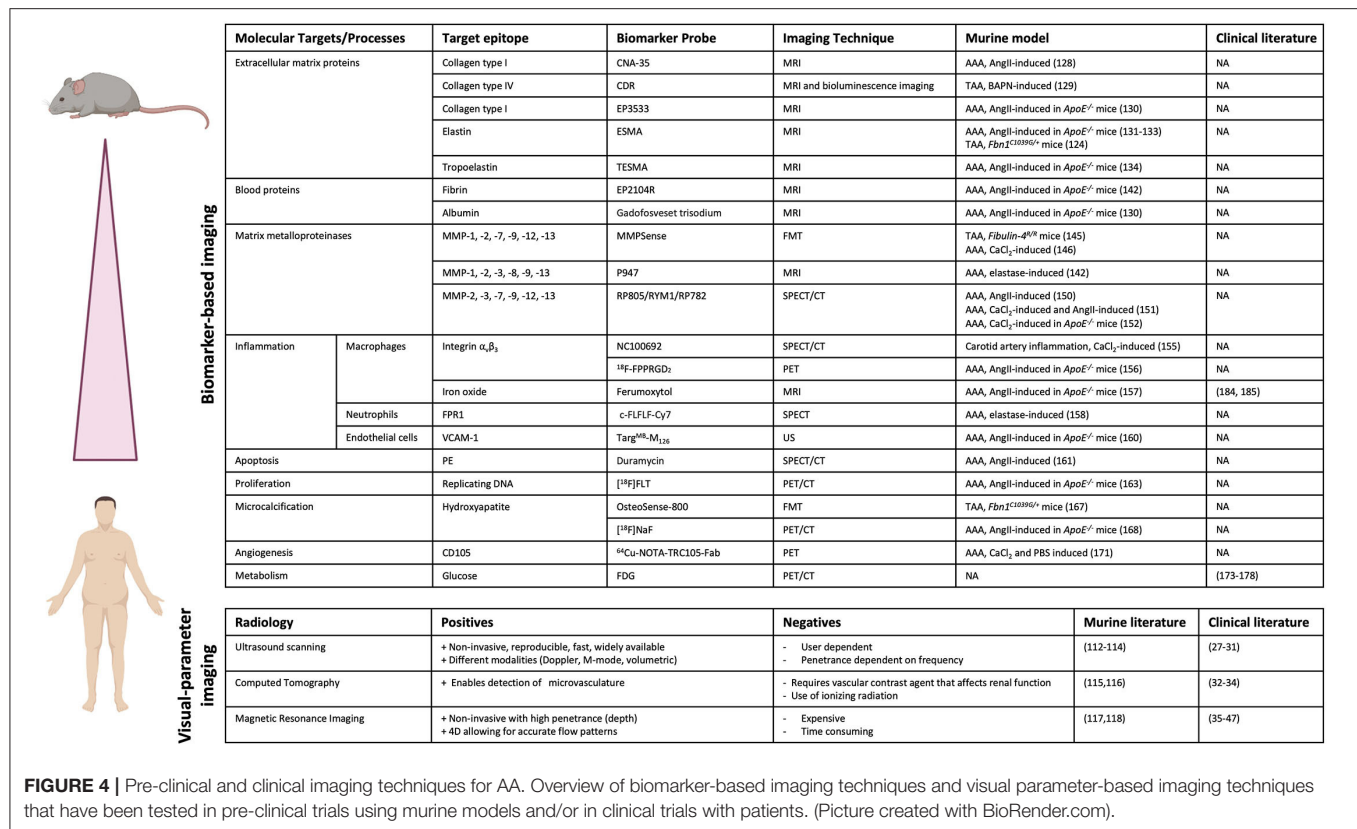 Biomarker-based imaging
Molecular Targets/Processes Target epitope Biomarker Probe Imaging Technique Murine model Clinical literature
Extracellular matrix proteins Collagen type I CNA-35 MRI AAA, AngII-induced (128) NA
Collagen type IV CDR MRI and bioluminescence imaging TAA, BAPN-induced (129) NA
Collagen type I EP3533 MRI AAA, AngII-induced in ApoE-/- mice (130) NA
Elastin ESMA MRI AAA, AngII-induced in ApoE-/- mice (131-133) NA
TAA, Fbn1C1039G/+ mice (124)
Tropoelastin TESMA MRI AAA, AngII-induced in ApoE-/- mice (134) NA
Blood proteins Fibrin EP2104R MRI AAA, AngII-induced in ApoE-/- mice (142) NA
Albumin Gadofosveset trisodium MRI AAA, AngII-induced in ApoE-/- mice (130) NA
Matrix metalloproteinases MMP-1, -2, -7, -9, -12, -13 MMPSense FMT TAA, Fibulin-4R/R mice (145) NA
AAA, CaCl2-induced (146)
MMP-1, -2, -3, -8, -9, -13 P947 MRI AAA, elastase-induced (142) NA
MMP-2, -3, -7, -9, -12, -13 RP805/RYM1/RP782 SPECT/CT AAA, AngII-induced (150) NA
AAA, CaCl2-induced and AngII-induced (151)
AAA, CaCl2-induced in ApoE-/- mice (152)
Inflammation Macrophages Integrin αvβ3 NC100692 SPECT/CT Carotid artery inflammation, CaCl2-induced (155) NA
18F-FPPRGD2 PET AAA, AngII-induced in ApoE-/- mice (156) NA
Iron oxide Ferumoxytol MRI AAA, AngII-induced in ApoE-/- mice (157) (184, 185)
Neutrophils FPR1 c-FLFLF-Cy7 SPECT AAA, elastase-induced (158) NA
Endothelial cells VCAM-1 TargMB-M126 US AAA, AngII-induced in ApoE-/- mice (160) NA
Apoptosis PE Duramycin SPECT/CT AAA, AngII-induced (161) NA
Proliferation Replicating DNA [18F]FLT PET/CT AAA, AngII-induced in ApoE-/- mice (163) NA
Microcalcification Hydroxyapatite OsteoSense-800 FMT TAA, Fbn1C1039G/+ mice (167) NA
[18F]NaF PET/CT AAA, AngII-induced in ApoE-/- mice (168) NA
Angiogenesis CD105 64Cu-NOTA-TRC105-Fab PET AAA, CaCl2 and PBS induced (171) NA
Metabolism Glucose FDG PET/CT NA (173-178)
Visual-parameter
imaging
Radiology Positives Negatives Murine literature Clinical literature
Ultrasound scanning + Non-invasive, reproducible, fast, widely available - User dependent (112-114) (27-31)
+ Different modalities (Doppler, M-mode, volumetric) - Penetrance dependent on frequency
Computed Tomography + Enables detection of microvasculature - Requires vascular contrast agent that affects renal function (115,116) (32-34)
- Use of ionizing radiation
Magnetic Resonance Imaging + Non-invasive with high penetrance (depth) - Expensive (117,118) (35-47)
+ 4D allowing for accurate flow patterns - Time consuming
FIGURE 4 | Pre-clinical and clinical imaging techniques for AA. Overview of biomarker-based imaging techniques and visual parameter-based imaging techniques
that have been tested in pre-clinical trials using murine models and/or in clinical trials with patients. (Picture created with BioRender.com).